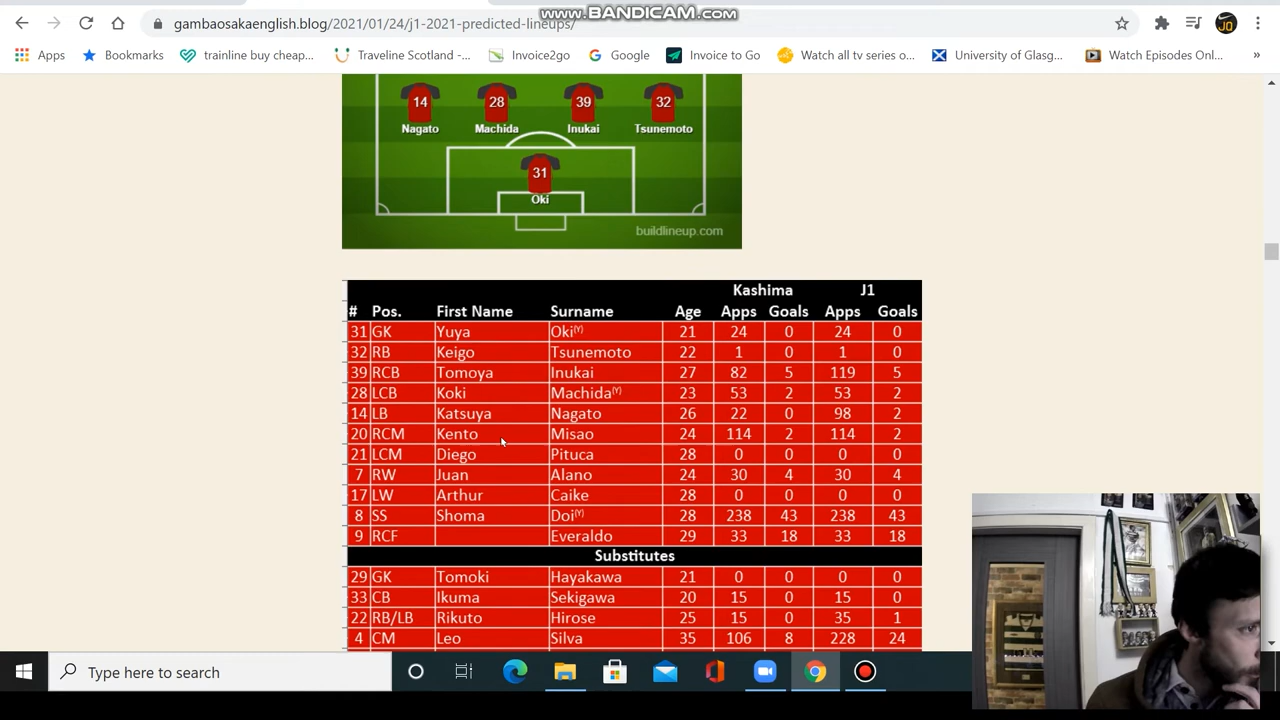 www.BANDICAM.com
gambaosakaenglish.blog/2021/01/24/j1-2021-predicted-lineups/
Apps Bookmarks trainline buy cheap... Traveline Scotland -... Invoice2go Google Invoice to Go Watch all tv series o... University of Glasg... Watch Episodes Onl... »
14 28 39 32
Nagato Machida Inukai Tsunemoto
31
Oki
buildlineup.com
Kashima J1
# Pos. First Name Surname Age Apps Goals Apps Goals
31 GK Yuya Oki(Y) 21 24 0 24 0
32 RB Keigo Tsunemoto 22 1 0 1 0
39 RCB Tomoya Inukai 27 82 5 119 5
28 LCB Koki Machida(Y) 23 53 2 53 2
14 LB Katsuya Nagato 26 22 0 98 2
20 RCM Kento Misao 24 114 2 114 2
21 LCM Diego Pituca 28 0 0 0 0
7 RW Juan Alano 24 30 4 30 4
17 LW Arthur Caike 28 0 0 0 0
8 SS Shoma Doi(Y) 28 238 43 238 43
9 RCF Everaldo 29 33 18 33 18
Substitutes
29 GK Tomoki Hayakawa 21 0 0 0 0
33 CB Ikuma Sekigawa 20 15 0 15 0
22 RB/LB Rikuto Hirose 25 15 0 35 1
4 CM Leo Silva 35 106 8 228 24
Type here to search